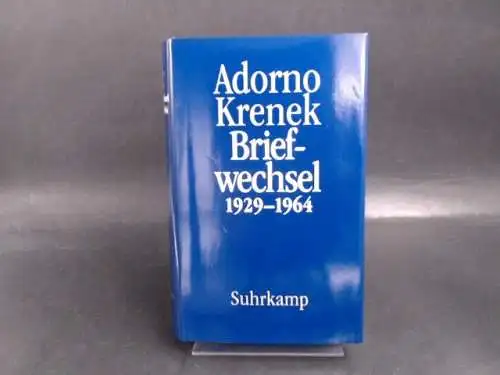 Adorno
Krenek
Brief-
wechsel
1929–1964
Suhrkamp